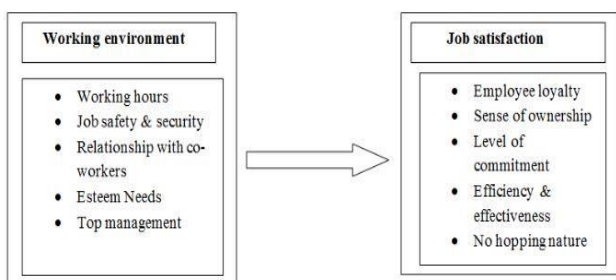 Working environment
• Working hours
• Job safety & security
• Relationship with co-
workers
• Esteem Needs
• Top management
Job satisfaction
• Employee loyalty
• Sense of ownership
• Level of
commitment
• Efficiency &
effectiveness
• No hopping nature